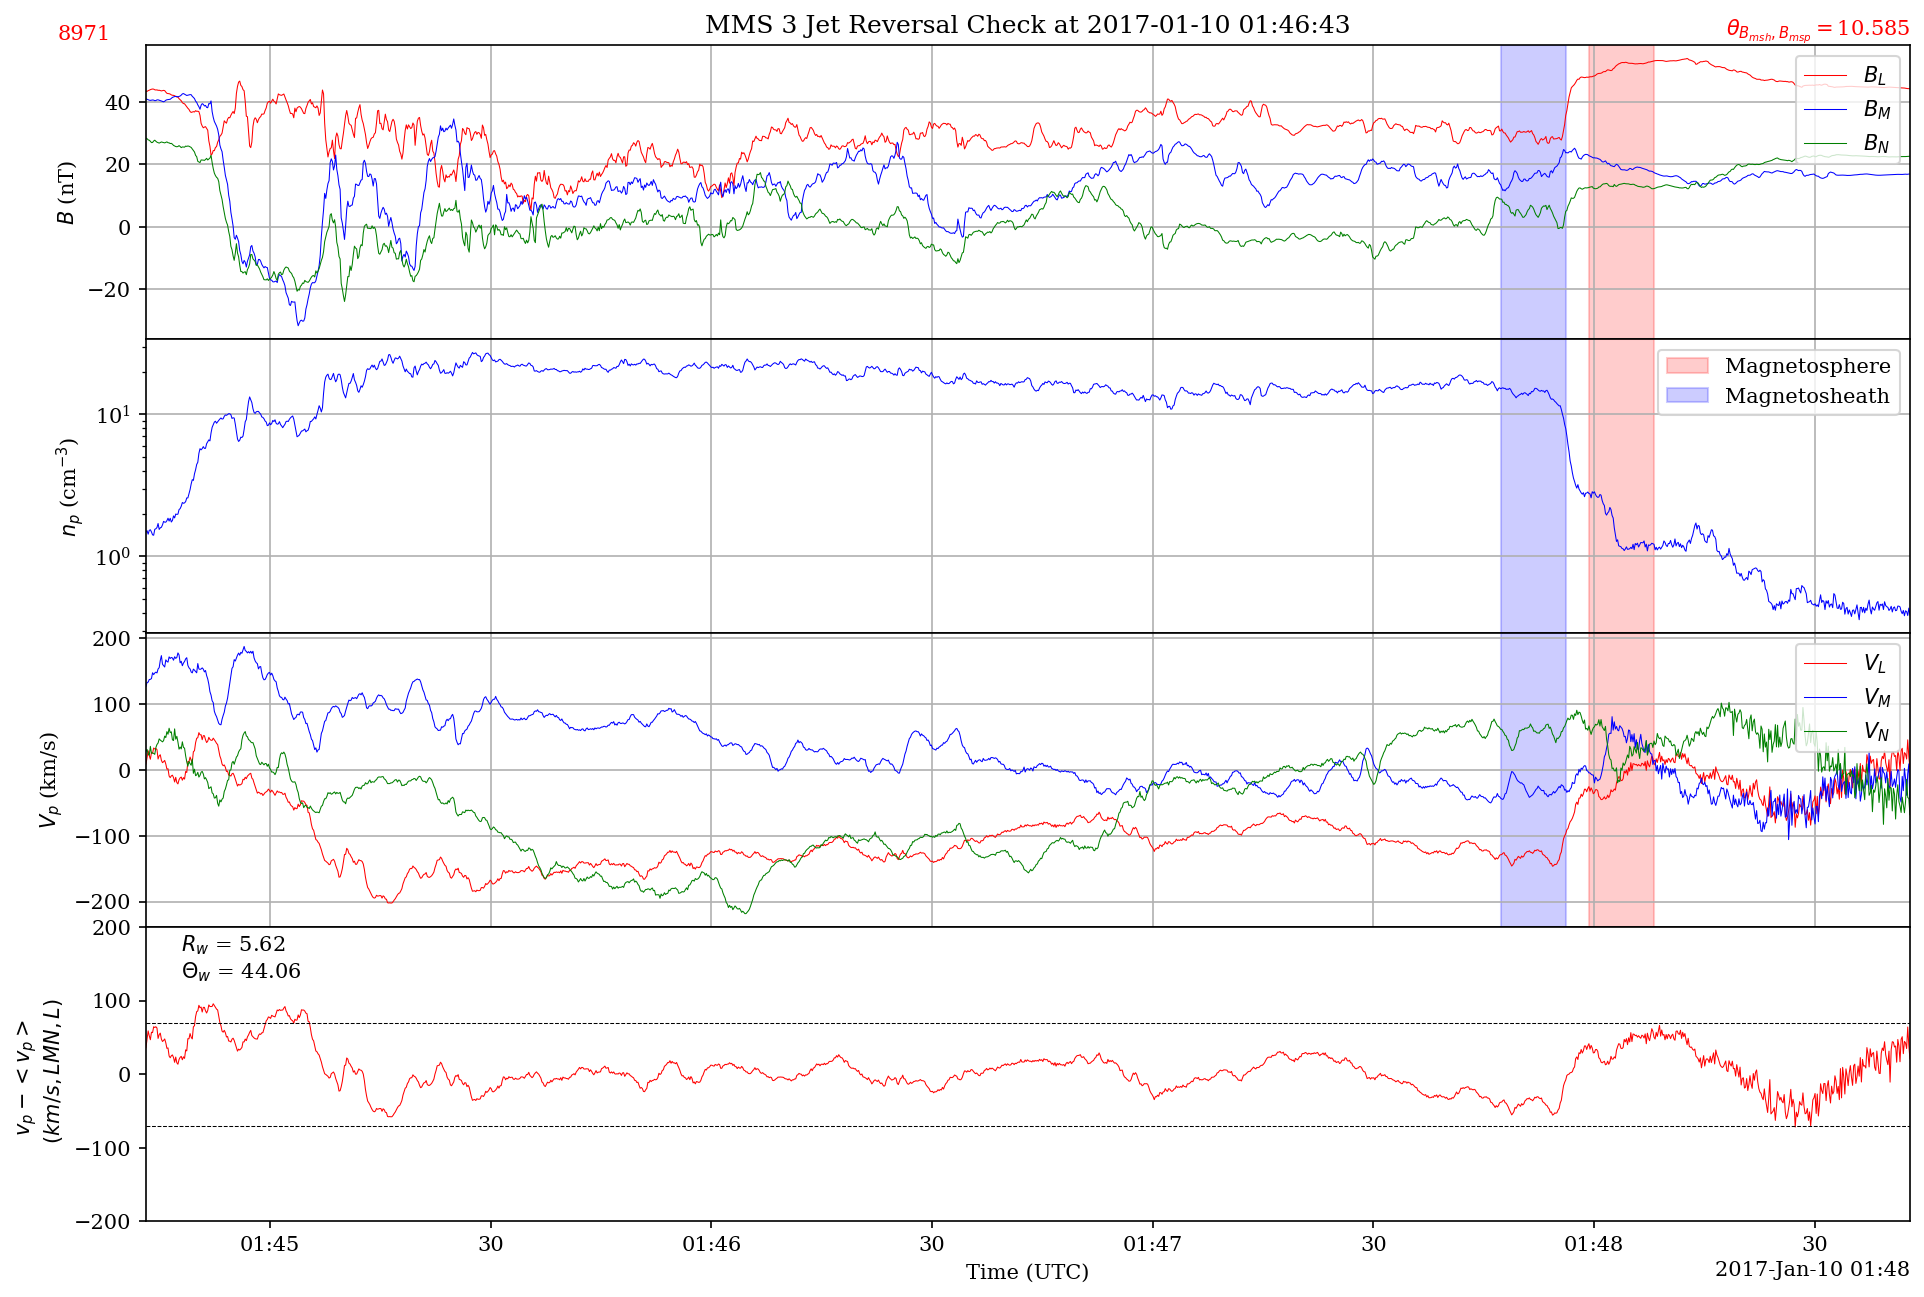 MMS 3 Jet Reversal Check at 2017-01-10 01:46:43
8971
θ_{B_{msh}, B_{msp}} = 10.585
B (nT)
40
20
0
−20
B_L
B_M
B_N
n_p (cm^{−3})
10^1
10^0
Magnetosphere
Magnetosheath
V_p (km/s)
200
100
0
−100
−200
V_L
V_M
V_N
v_p − < v_p >
(km/s, LMN, L)
200
100
0
−100
−200
R_w = 5.62
Θ_w = 44.06
01:45
30
01:46
30
01:47
30
01:48
30
Time (UTC)
2017-Jan-10 01:48